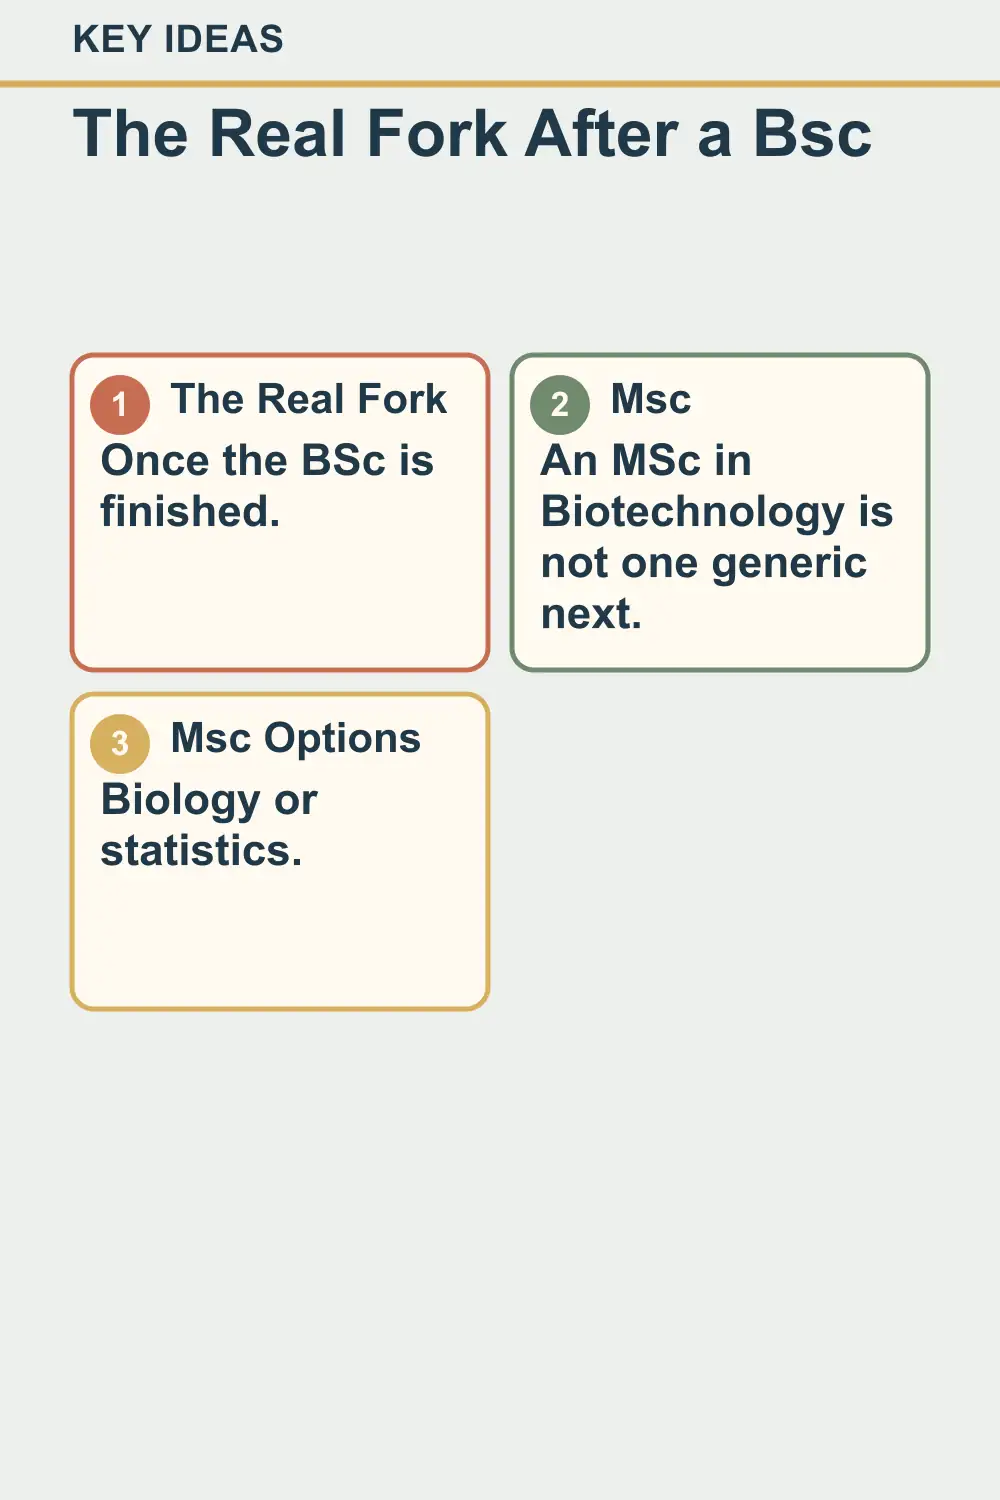 KEY IDEAS
The Real Fork After a Bsc
1
The Real Fork
Once the BSc is
finished.
2
Msc
An MSc in
Biotechnology is
not one generic
next.
3
Msc Options
Biology or
statistics.